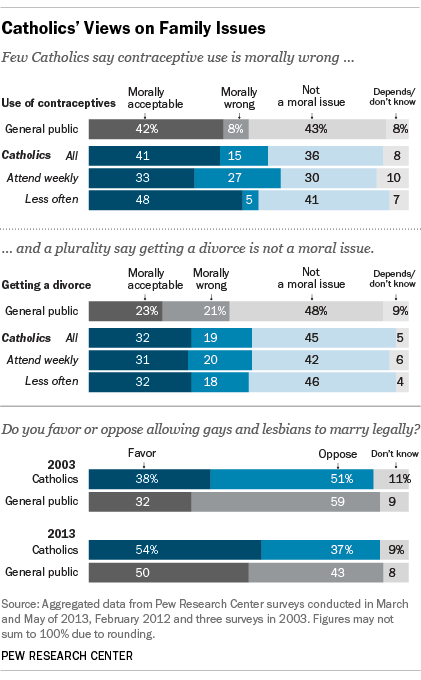 Catholics' Views on Family Issues
Few Catholics say contraceptive use is morally wrong ...
Use of contraceptives
Morally acceptable
Morally wrong
Not a moral issue
Depends/ don't know
General public 42% 8% 43% 8%
Catholics All 41 15 36 8
Attend weekly 33 27 30 10
Less often 48 5 41 7
... and a plurality say getting a divorce is not a moral issue.
Getting a divorce
Morally acceptable
Morally wrong
Not a moral issue
Depends/ don't know
General public 23% 21% 48% 9%
Catholics All 32 19 45 5
Attend weekly 31 20 42 6
Less often 32 18 46 4
Do you favor or oppose allowing gays and lesbians to marry legally?
Favor Oppose Don't know
2003
Catholics 38% 51% 11%
General public 32 59 9
2013
Catholics 54% 37% 9%
General public 50 43 8
Source: Aggregated data from Pew Research Center surveys conducted in March
and May of 2013, February 2012 and three surveys in 2003. Figures may not
sum to 100% due to rounding.
PEW RESEARCH CENTER